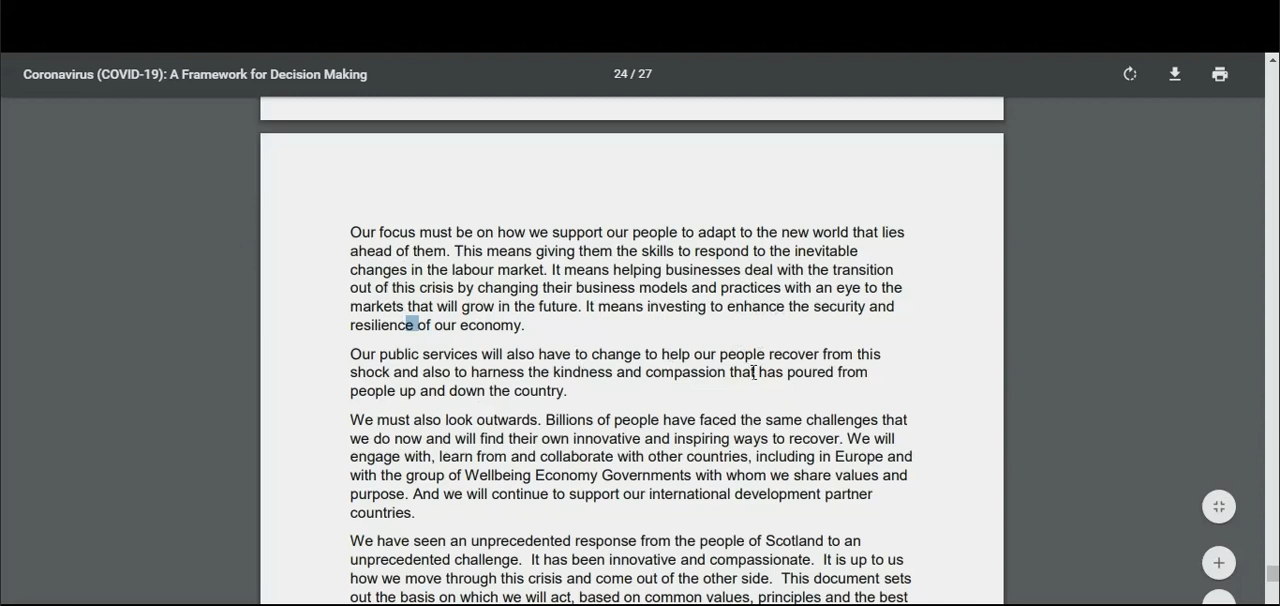 Coronavirus (COVID-19): A Framework for Decision Making
24 / 27
Our focus must be on how we support our people to adapt to the new world that lies
ahead of them. This means giving them the skills to respond to the inevitable
changes in the labour market. It means helping businesses deal with the transition
out of this crisis by changing their business models and practices with an eye to the
markets that will grow in the future. It means investing to enhance the security and
resilience of our economy.
Our public services will also have to change to help our people recover from this
shock and also to harness the kindness and compassion that has poured from
people up and down the country.
We must also look outwards. Billions of people have faced the same challenges that
we do now and will find their own innovative and inspiring ways to recover. We will
engage with, learn from and collaborate with other countries, including in Europe and
with the group of Wellbeing Economy Governments with whom we share values and
purpose. And we will continue to support our international development partner
countries.
We have seen an unprecedented response from the people of Scotland to an
unprecedented challenge.  It has been innovative and compassionate.  It is up to us
how we move through this crisis and come out of the other side.  This document sets
out the basis on which we will act, based on common values, principles and the best